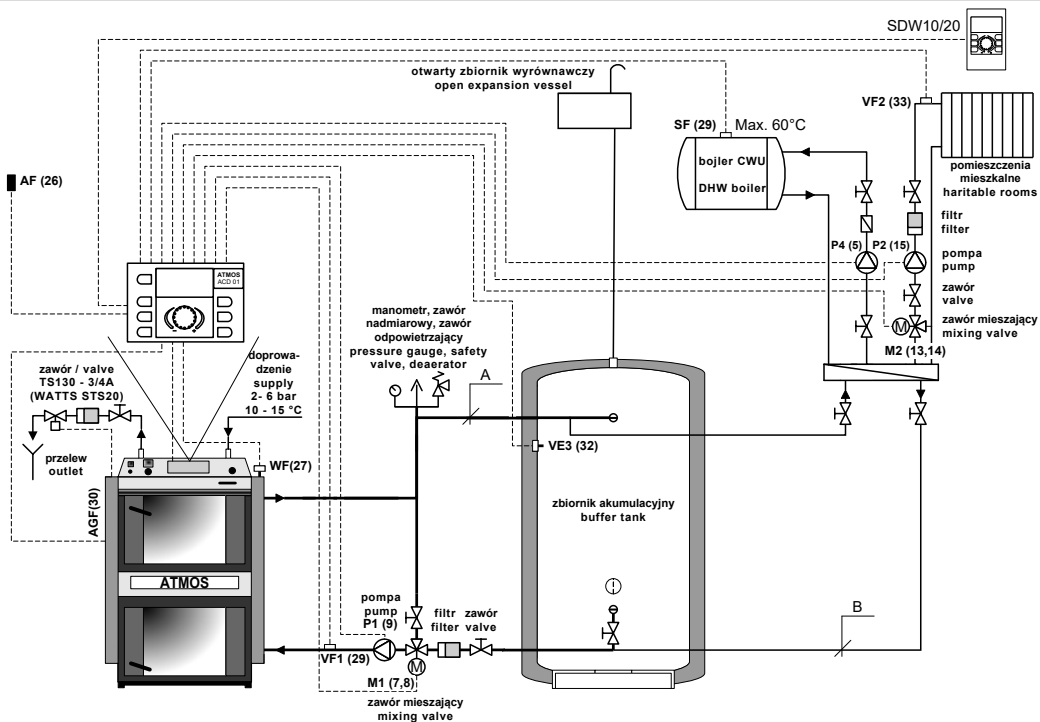 SDW10/20
otwarty zbiornik wyrównawczy
open expansion vessel
VF2 (33)
SF (29)
Max. 60°C
bojler CWU
DHW boiler
pomieszczenia
mieszkalne
haritable rooms
AF (26)
filtr
filter
P4 (5)
P2 (15)
pompa
pump
ATMOS
ACD 01
zawór
valve
manometr, zawór
nadmiarowy, zawór
odpowietrzający
pressure gauge, safety
valve, deaerator
M
zawór mieszający
mixing valve
M2 (13,14)
zawór / valve
TS130 - 3/4A
(WATTS STS20)
doprowa-
dzenie
supply
2- 6 bar
10 - 15 °C
A
przelew
outlet
WF(27)
VE3 (32)
AGF(30)
zbiornik akumulacyjny
buffer tank
ATMOS
pompa
pump
P1 (9)
filtr
filter
zawór
valve
B
VF1 (29)
M
M1 (7,8)
zawór mieszający
mixing valve